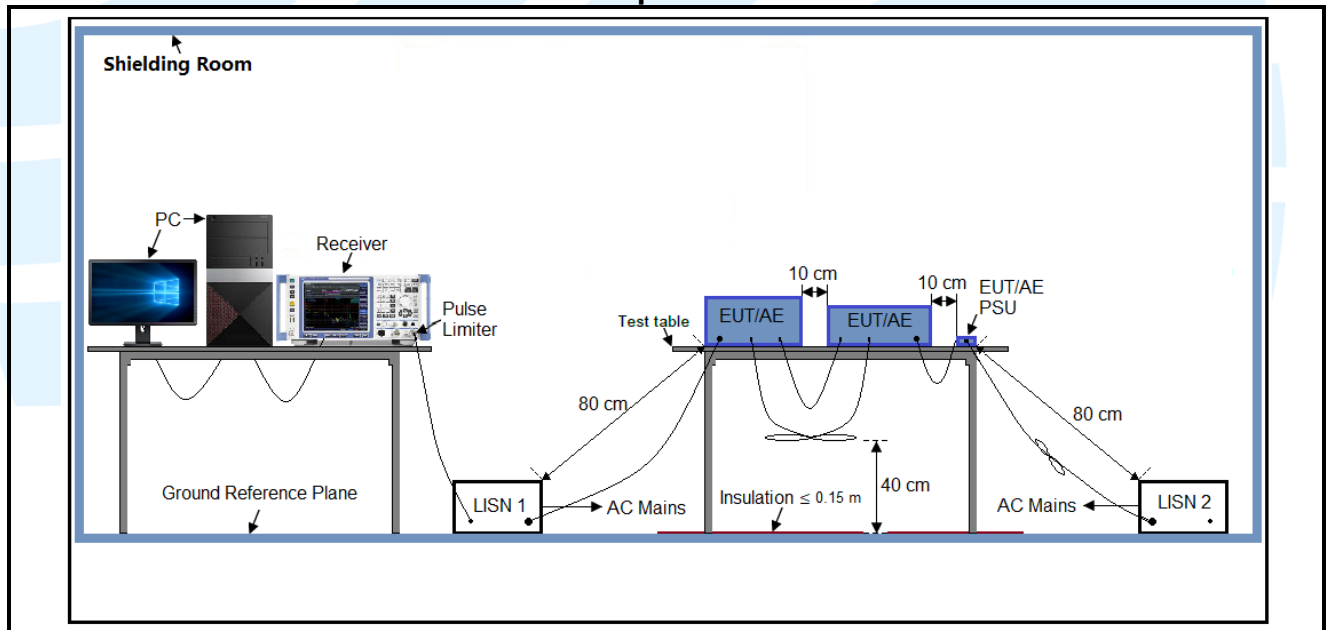 Shielding Room
PC
Receiver
Pulse
Limiter
10 cm
10 cm
EUT/AE
PSU
Test table
EUT/AE
EUT/AE
80 cm
80 cm
40 cm
Ground Reference Plane
LISN 1
AC Mains
Insulation ≤ 0.15 m
AC Mains
LISN 2